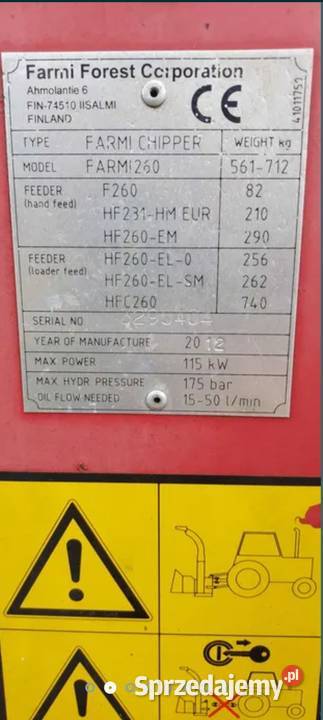 Farmi Forest Corporation
Ahmolantie 6
FIN-74510 IISALMI
FINLAND
CE
41011752
TYPE FARMI CHIPPER WEIGHT kg
MODEL FARMI260 561-712
FEEDER F260 82
(hand feed) HF231-HM EUR 210
HF260-EM 290
FEEDER HF260-EL-0 256
(loader feed) HF260-EL-SM 262
HFC260 740
SERIAL NO
YEAR OF MANUFACTURE 2012
MAX POWER 115 kW
MAX HYDR PRESSURE 175 bar
OIL FLOW NEEDED 15-50 l/min
Sprzedajemy.pl